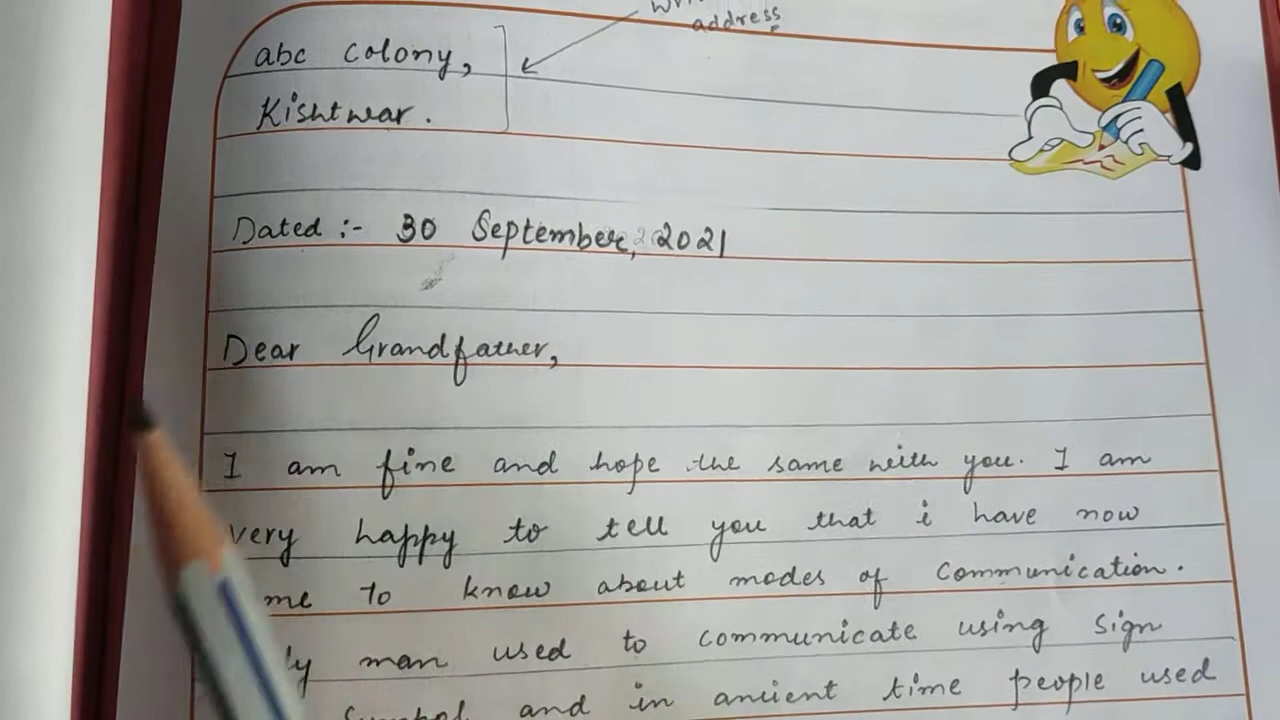 address
abc colony,
Kishtwar.
Dated :- 30 September, 2021
Dear Grandfather,
I am fine and hope the same with you. I am
very happy to tell you that i have now
me to know about modes of communication.
ly man used to communicate using sign
symbol and in ancient time people used